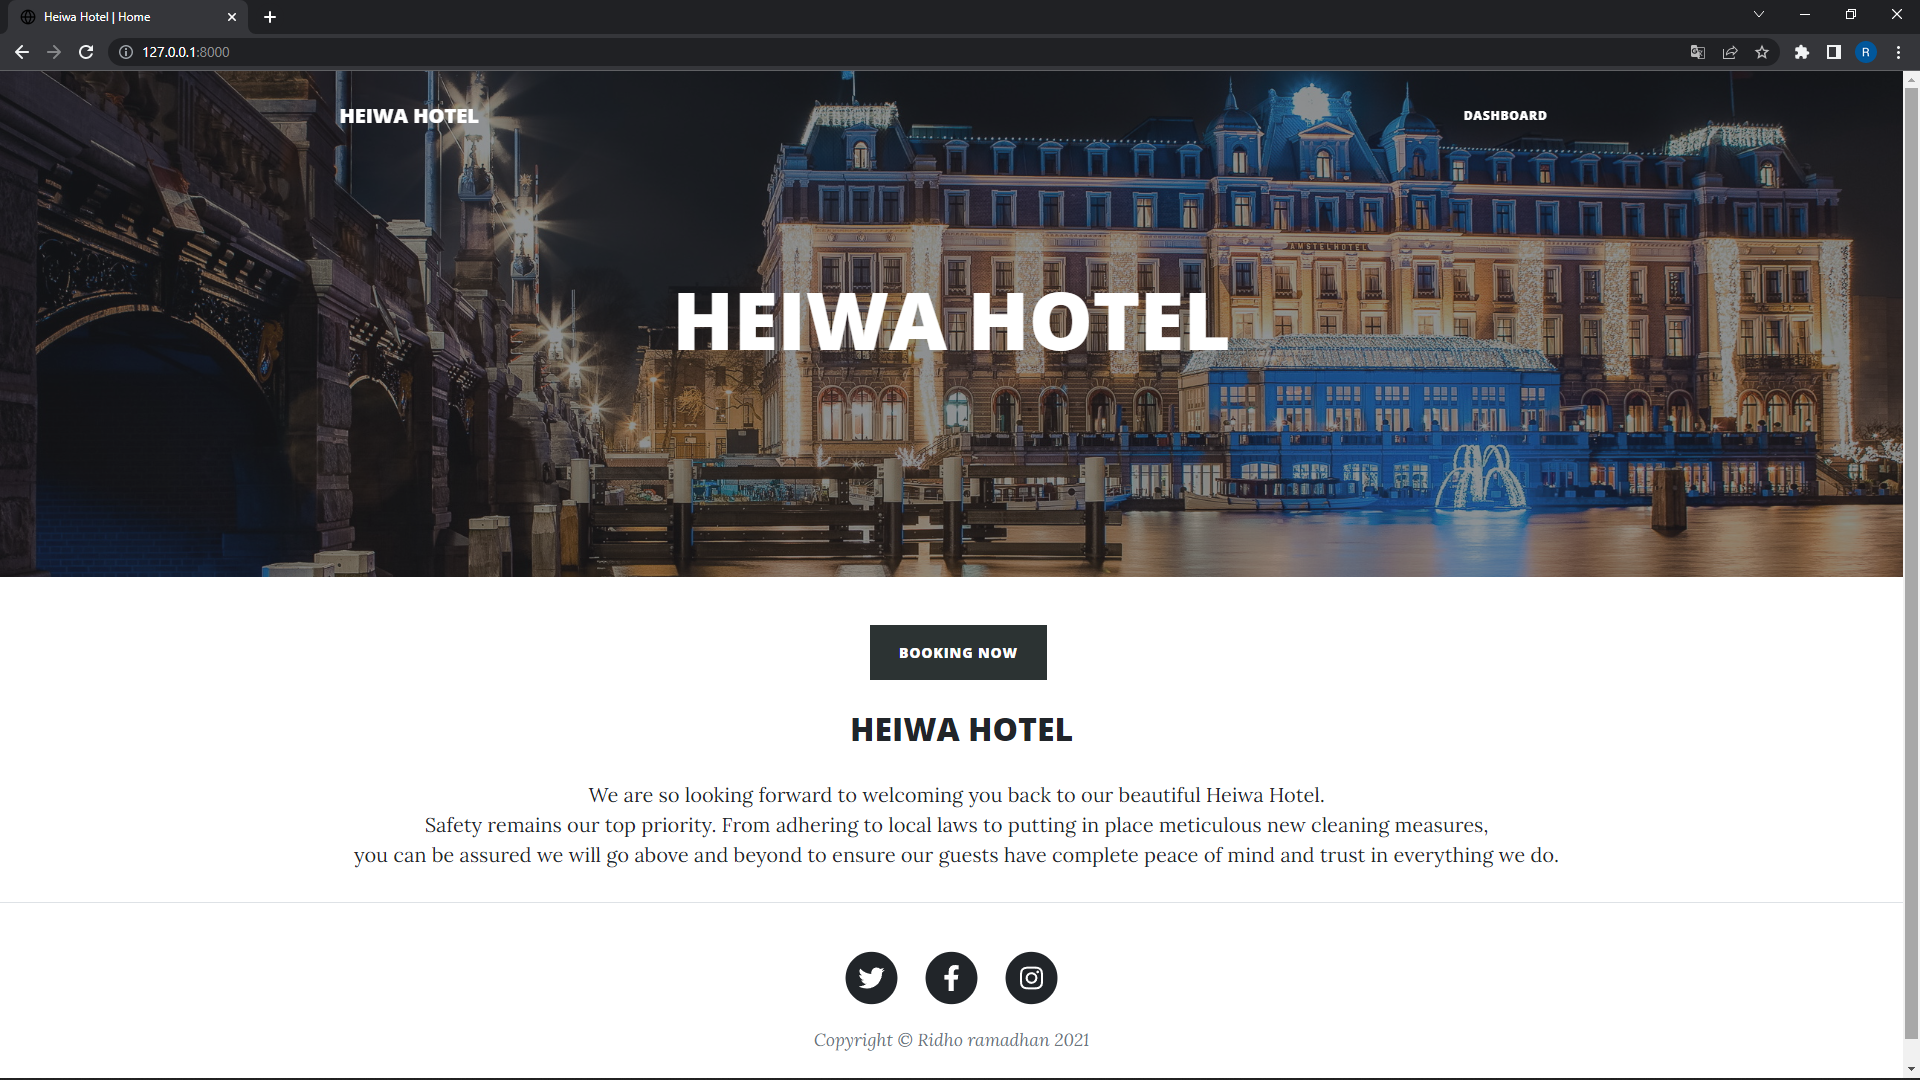 Heiwa Hotel | Home
127.0.0.1:8000
R
HEIWA HOTEL
DASHBOARD
AMSTELHOTEL
HEIWA HOTEL
BOOKING NOW
HEIWA HOTEL
We are so looking forward to welcoming you back to our beautiful Heiwa Hotel.
Safety remains our top priority. From adhering to local laws to putting in place meticulous new cleaning measures,
you can be assured we will go above and beyond to ensure our guests have complete peace of mind and trust in everything we do.
Copyright © Ridho ramadhan 2021